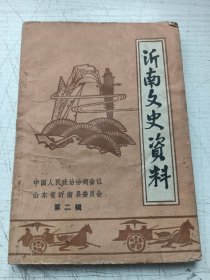 沂南文史资料
中国人民政治协商会议
山东省沂南县委员会
第二辑